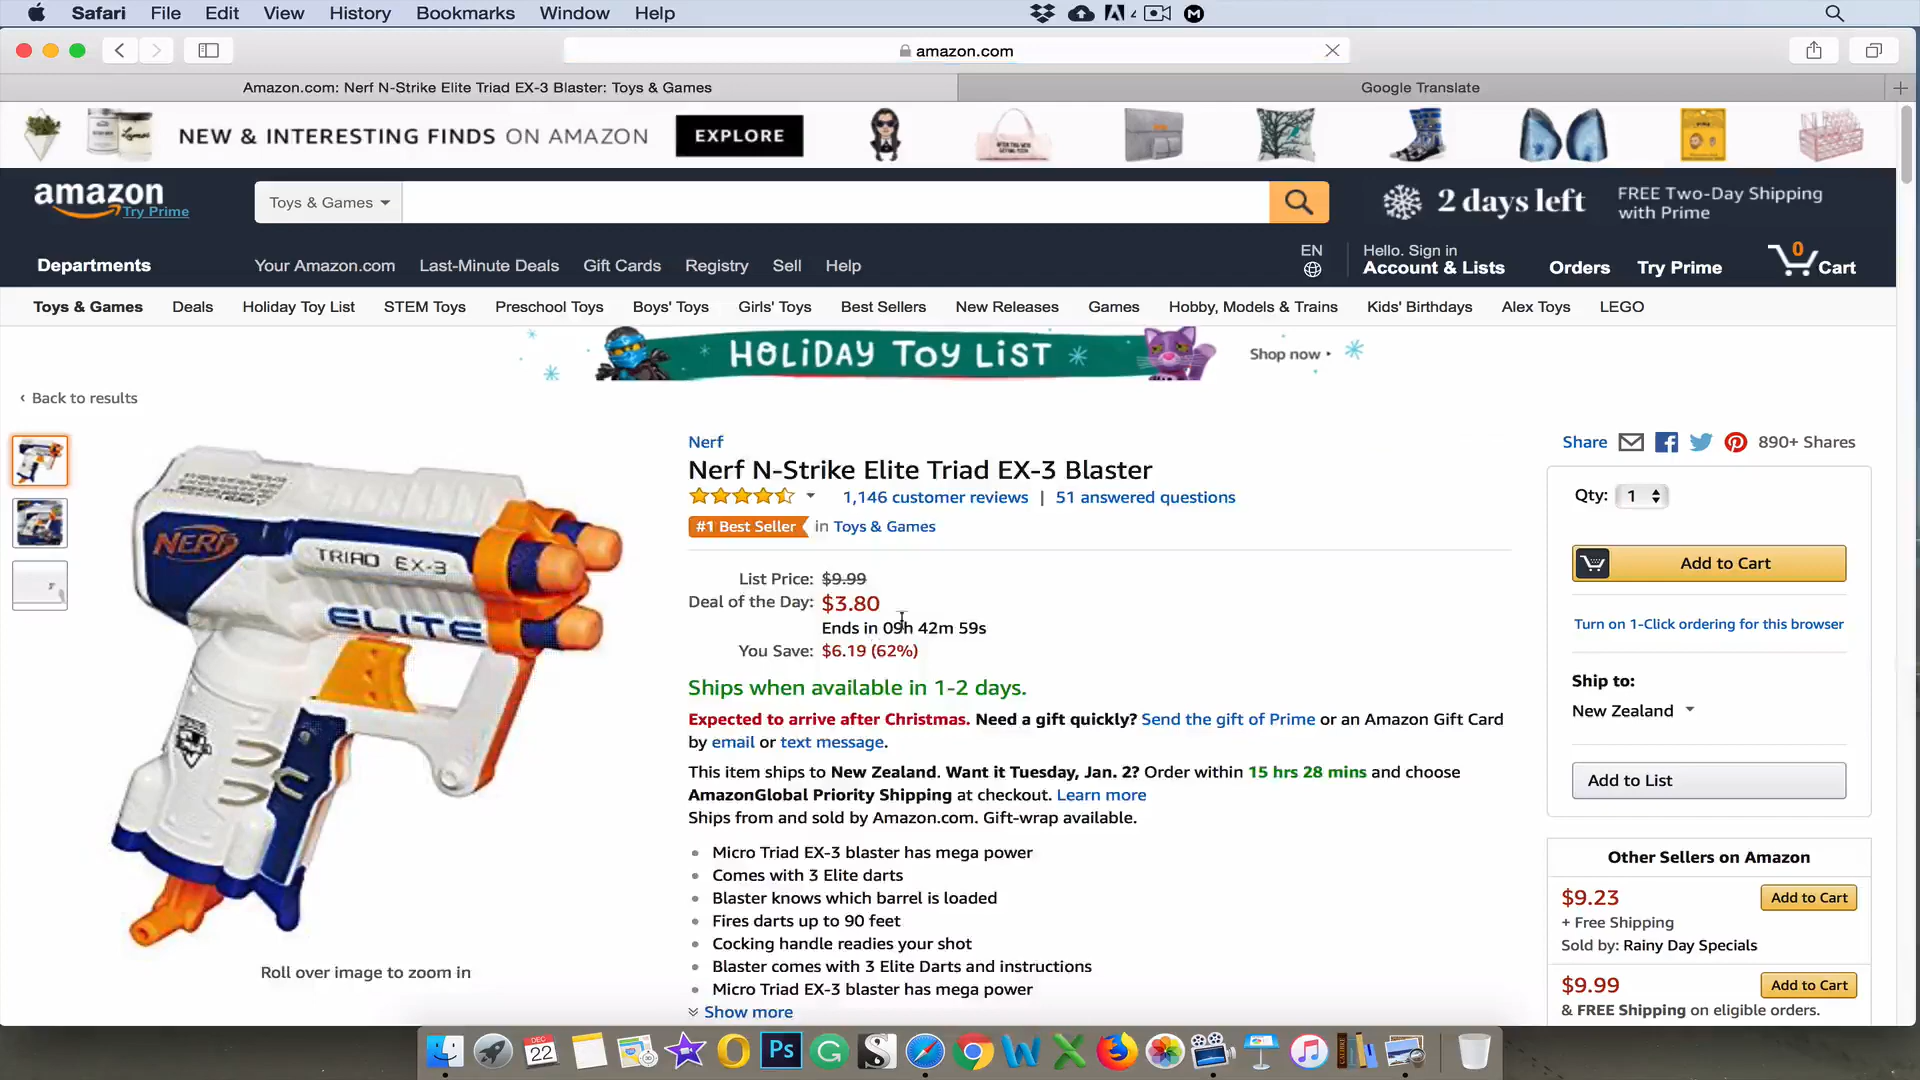 Safari File Edit View History Bookmarks Window Help
amazon.com
Amazon.com: Nerf N-Strike Elite Triad EX-3 Blaster: Toys & Games
Google Translate
NEW & INTERESTING FINDS ON AMAZON EXPLORE
amazon
Try Prime
Toys & Games
2 days left
FREE Two-Day Shipping
with Prime
Departments
Your Amazon.com Last-Minute Deals Gift Cards Registry Sell Help
EN
Hello. Sign in
Account & Lists
Orders
Try Prime
0
Cart
Toys & Games Deals Holiday Toy List STEM Toys Preschool Toys Boys' Toys Girls' Toys Best Sellers New Releases Games Hobby, Models & Trains Kids' Birthdays Alex Toys LEGO
HOLIDAY TOY LIST
Shop now
‹ Back to results
NERF
TRIAD EX-3
ELITE
Roll over image to zoom in
Nerf
Nerf N-Strike Elite Triad EX-3 Blaster
1,146 customer reviews | 51 answered questions
#1 Best Seller in Toys & Games
List Price: $9.99
Deal of the Day: $3.80
Ends in 09h 42m 59s
You Save: $6.19 (62%)
Ships when available in 1-2 days.
Expected to arrive after Christmas. Need a gift quickly? Send the gift of Prime or an Amazon Gift Card
by email or text message.
This item ships to New Zealand. Want it Tuesday, Jan. 2? Order within 15 hrs 28 mins and choose
AmazonGlobal Priority Shipping at checkout. Learn more
Ships from and sold by Amazon.com. Gift-wrap available.
Micro Triad EX-3 blaster has mega power
Comes with 3 Elite darts
Blaster knows which barrel is loaded
Fires darts up to 90 feet
Cocking handle readies your shot
Blaster comes with 3 Elite Darts and instructions
Micro Triad EX-3 blaster has mega power
Show more
Share 890+ Shares
Qty: 1
Add to Cart
Turn on 1-Click ordering for this browser
Ship to:
New Zealand
Add to List
Other Sellers on Amazon
$9.23 Add to Cart
+ Free Shipping
Sold by: Rainy Day Specials
$9.99 Add to Cart
& FREE Shipping on eligible orders.
DEC
22
Ps